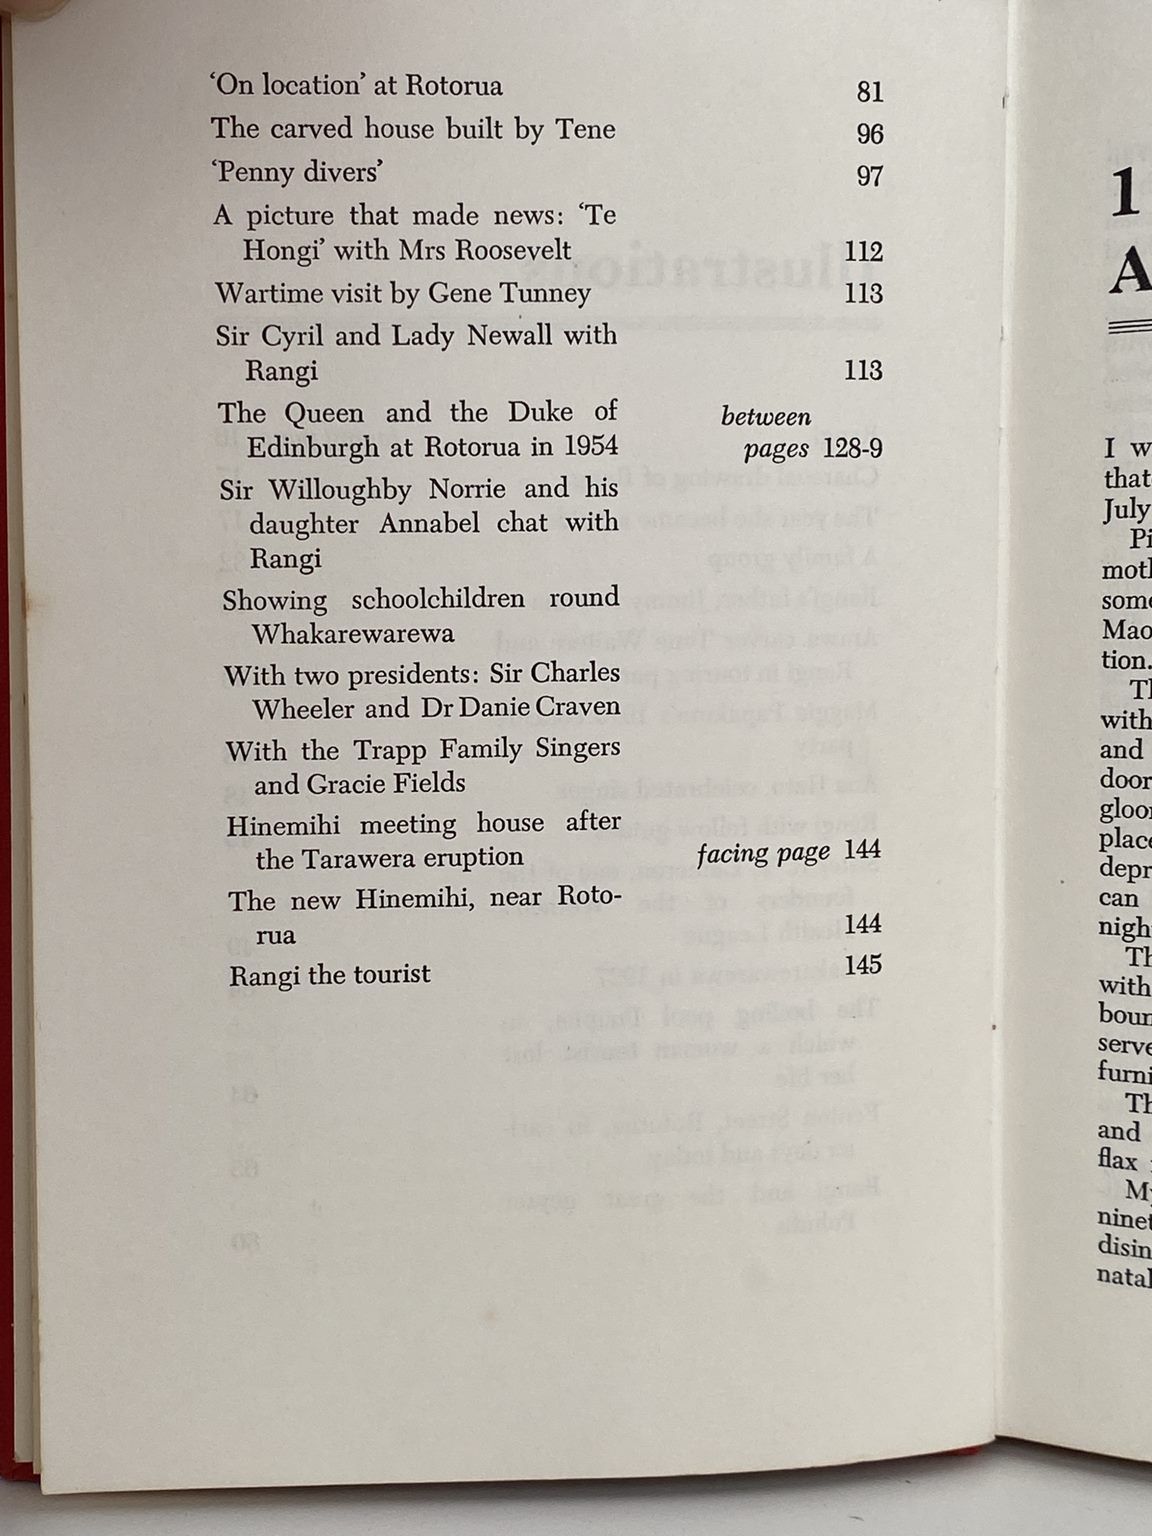 ‘On location’ at Rotorua 81
The carved house built by Tene 96
‘Penny divers’ 97
A picture that made news: ‘Te
Hongi’ with Mrs Roosevelt 112
Wartime visit by Gene Tunney 113
Sir Cyril and Lady Newall with
Rangi 113
The Queen and the Duke of between
Edinburgh at Rotorua in 1954 pages 128-9
Sir Willoughby Norrie and his
daughter Annabel chat with
Rangi
Showing schoolchildren round
Whakarewarewa
With two presidents: Sir Charles
Wheeler and Dr Danie Craven
With the Trapp Family Singers
and Gracie Fields
Hinemihi meeting house after
the Tarawera eruption facing page 144
The new Hinemihi, near Roto-
rua 144
Rangi the tourist 145
1
A
I w
that
July
Pi
moth
some
Mao
tion.
Th
with
and
door
gloo
place
depr
can
nigh
Th
with
boun
serve
furni
Th
and
flax
My
ninet
disin
natal